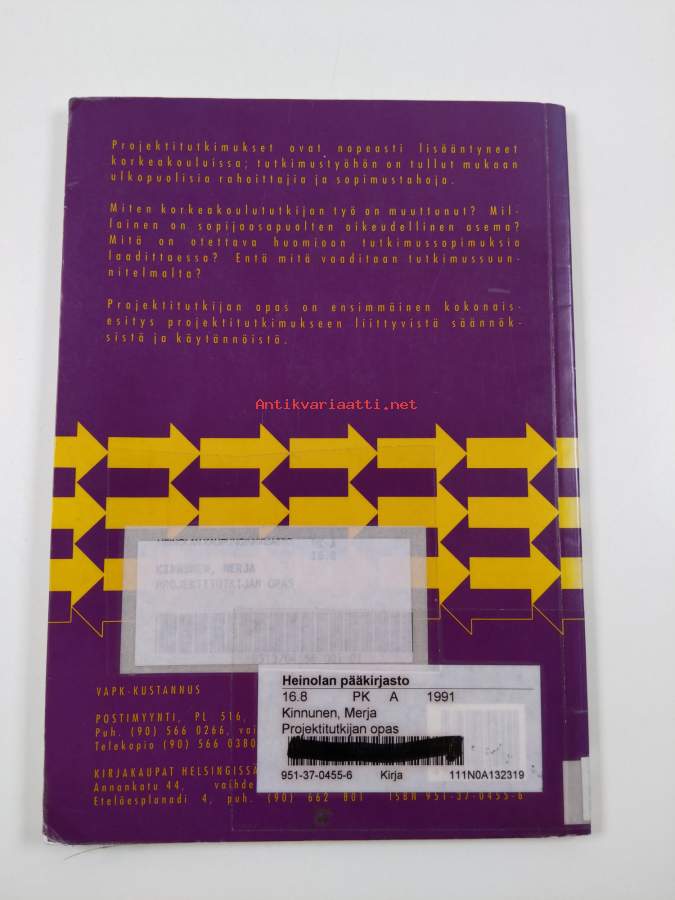 Projektitutkimukset ovat nopeasti lisääntyneet
korkeakouluissa; tutkimustyöhön on tullut mukaan
ulkopuolisia rahoittajia ja sopimustahoja.
Miten korkeakoulututkijan työ on muuttunut? Mil-
lainen on sopijaosapuolten oikeudellinen asema?
Mitä on otettava huomioon tutkimussopimuksia
laadittaessa? Entä mitä vaaditaan tutkimussuun-
nitelmalta?
Projektitutkijan opas on ensimmäinen kokonais-
esitys projektitutkimukseen liittyvistä säännök-
sistä ja käytännöistä.
Antikvariaatti.net
16.8
KINNUNEN, MERJA
PROJEKTITUTKIJAN OPAS
VAPK-KUSTANNUS
POSTIMYYNTI, PL 516,
Puh. (90) 566 0266,
Telekopio (90) 566 0380
KIRJAKAUPAT HELSINGISSÄ
Annankatu 44,
Eteläesplanadi 4, puh. (90) 662 801 ISBN 951-37-0455-6
Heinolan pääkirjasto
16.8 PK A 1991
Kinnunen, Merja
Projektitutkijan opas
951-37-0455-6 Kirja 111N0A132319